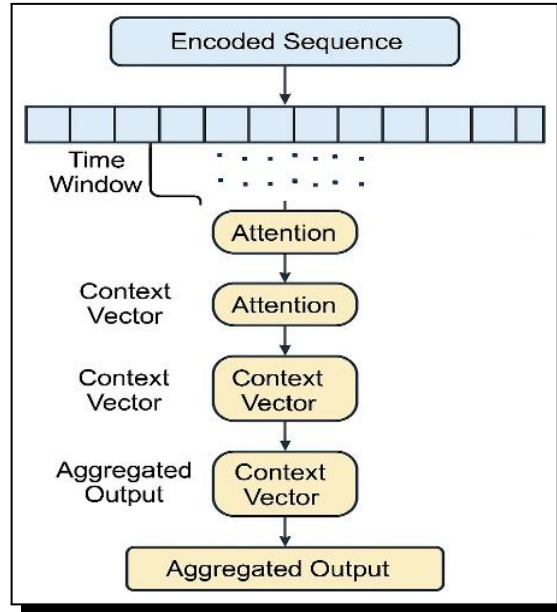 Encoded Sequence
Time
Window
Attention
Context
Vector
Attention
Context
Vector
Context
Vector
Aggregated
Output
Context
Vector
Aggregated Output